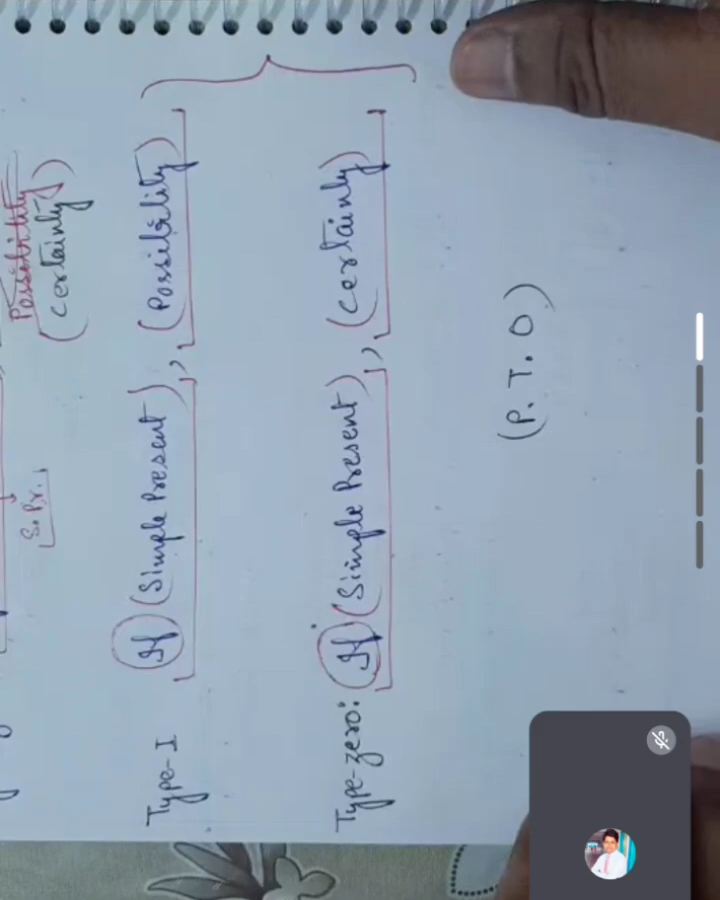 Possibility
(Certainly)
S. Pr.
Type-I (If) (Simple Present), , (Possibility)
Type-zero: (If) (Simple Present), , (Certainly)
(P. T. O)